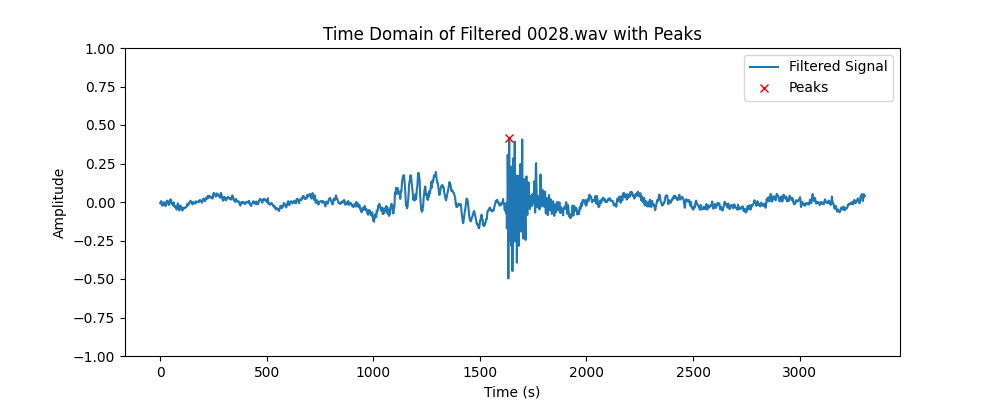 Time Domain of Filtered 0028.wav with Peaks
1.00
0.75
0.50
0.25
0.00
−0.25
−0.50
−0.75
−1.00
Amplitude
Filtered Signal
Peaks
0 500 1000 1500 2000 2500 3000
Time (s)